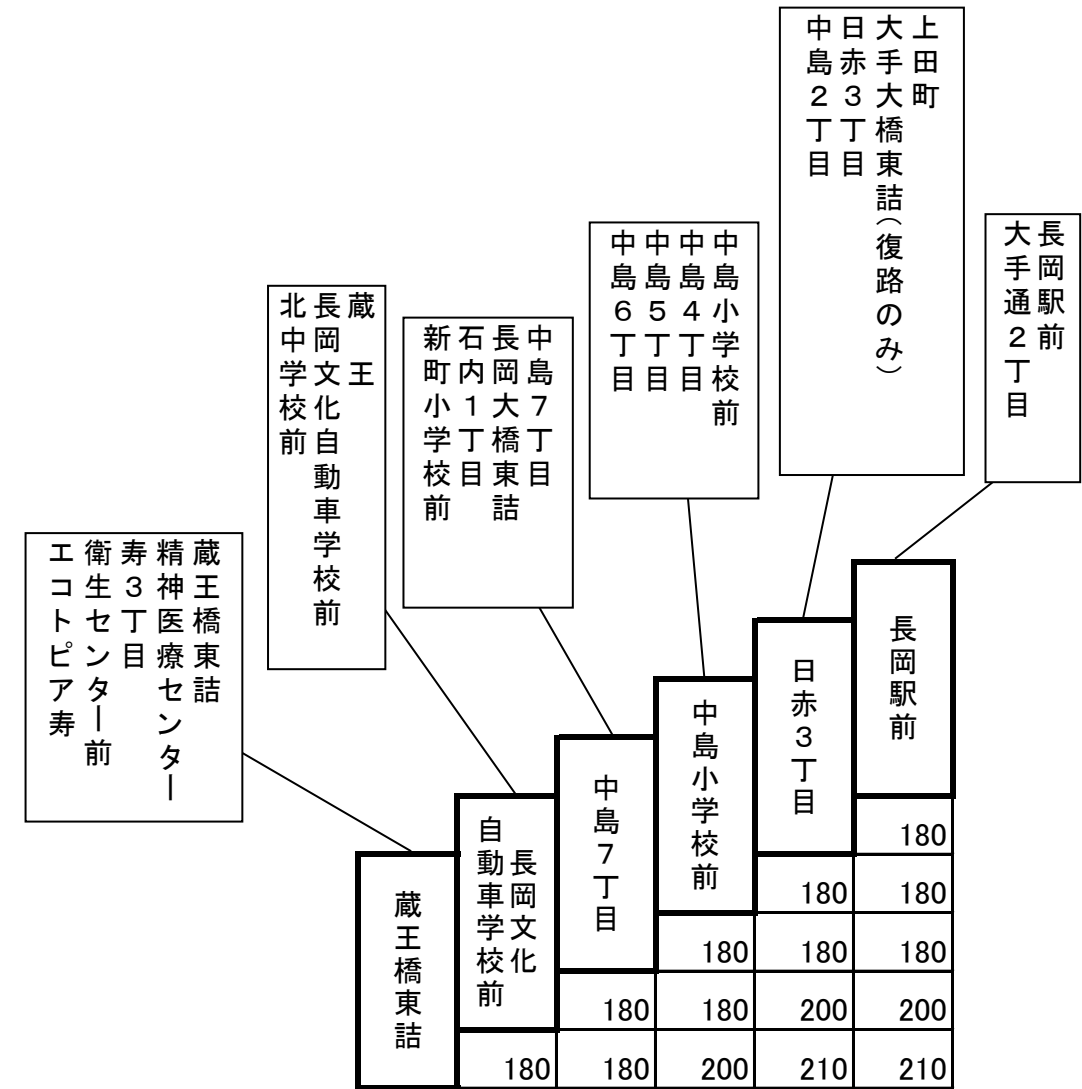 上田町
大手大橋東詰（復路のみ）
日赤３丁目
中島２丁目
長岡駅前
大手通２丁目
中島小学校前
中島４丁目
中島５丁目
中島６丁目
蔵　王
長岡文化自動車学校前
北中学校前
中島７丁目
長岡大橋東詰
石内１丁目
新町小学校前
蔵王橋東詰
精神医療センター
寿３丁目
衛生センター前
エコトピア寿
長岡駅前
日赤３丁目
中島小学校前
中島７丁目
長岡文化
自動車学校前
蔵王橋東詰
180
180 180
180 180 180
180 180 200 200
180 180 200 210 210